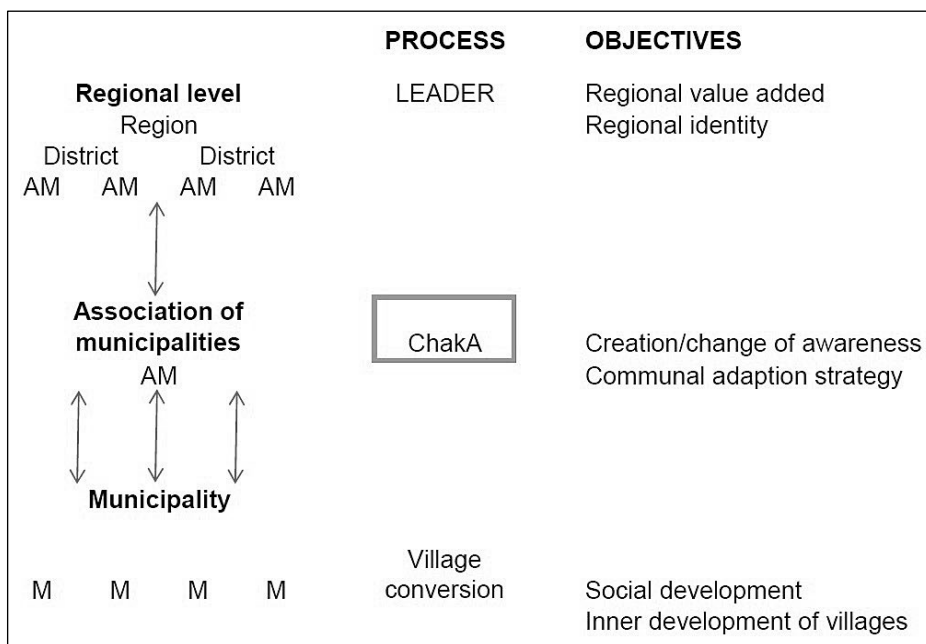 PROCESS OBJECTIVES
Regional level LEADER Regional value added
Region Regional identity
District District
AM AM AM AM
Association of
municipalities ChakA Creation/change of awareness
AM Communal adaption strategy
Municipality
Village
M M M M conversion Social development
Inner development of villages